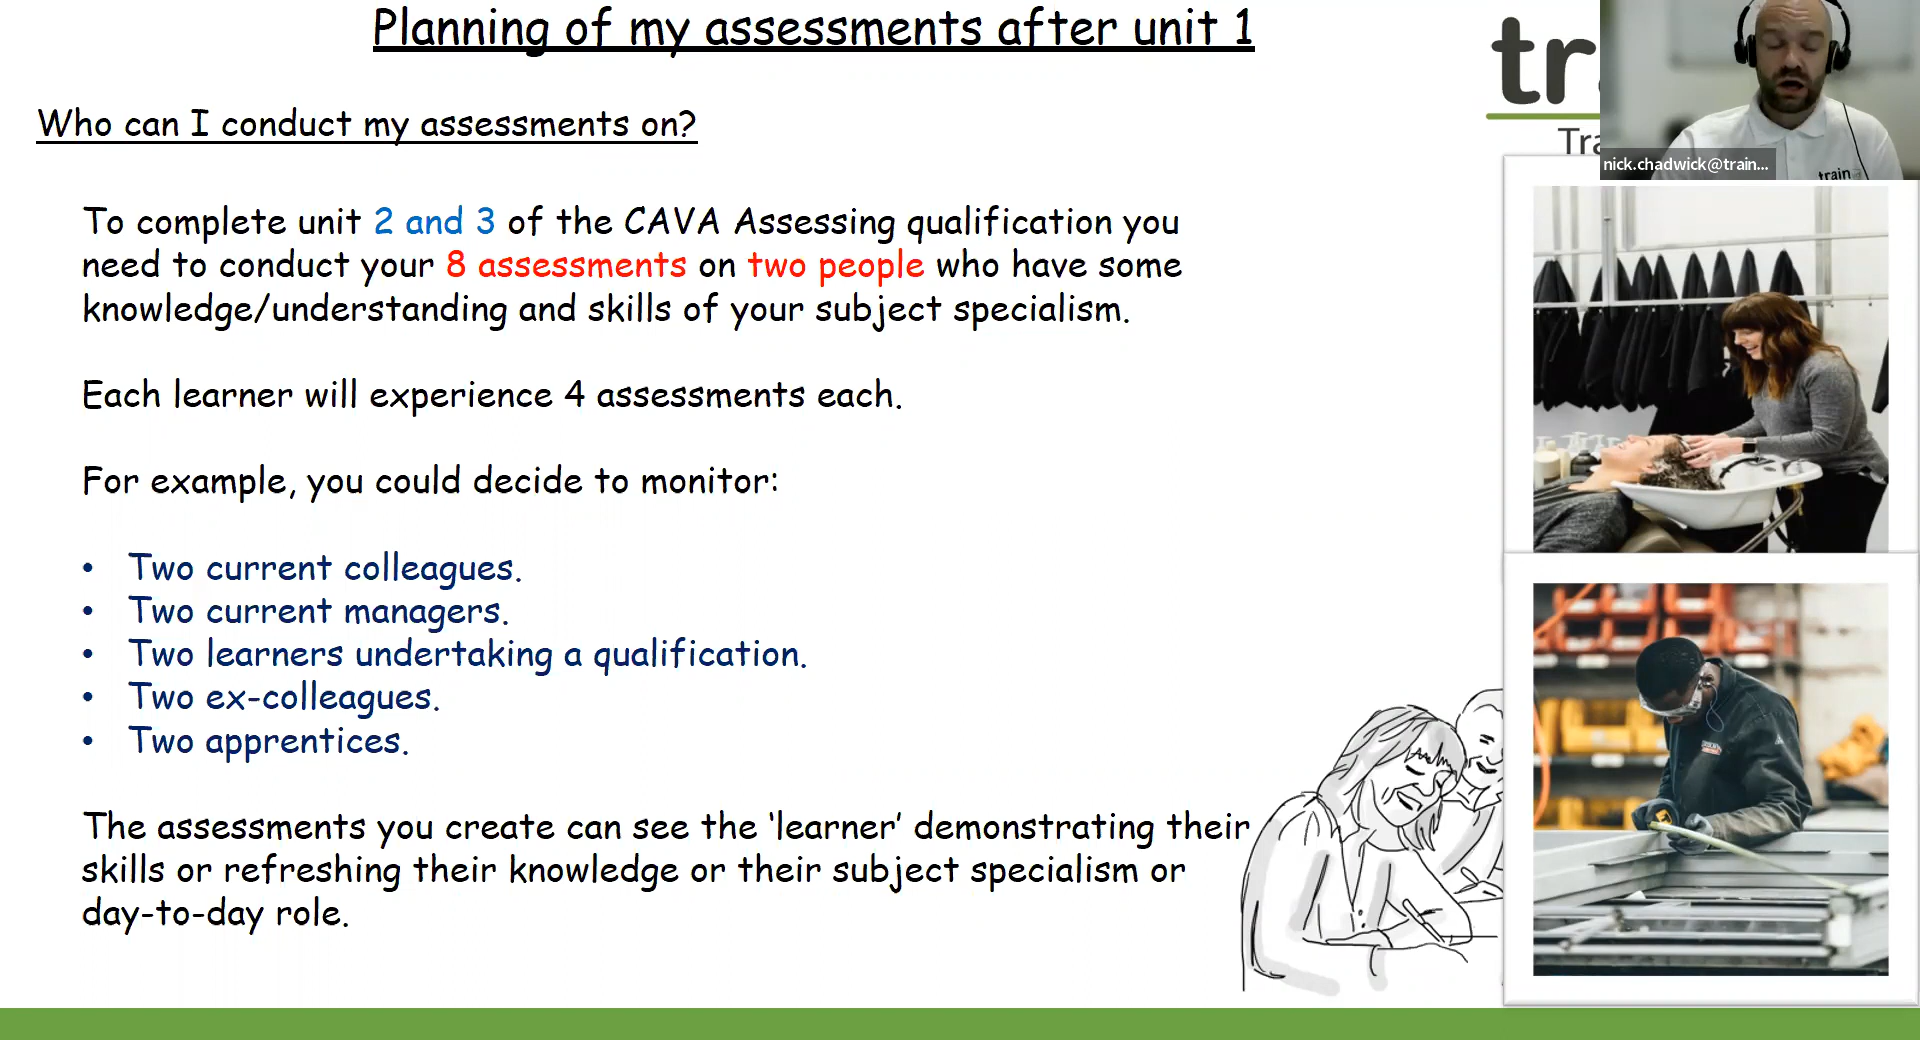 Planning of my assessments after unit 1
Who can I conduct my assessments on?
To complete unit 2 and 3 of the CAVA Assessing qualification you
need to conduct your 8 assessments on two people who have some
knowledge/understanding and skills of your subject specialism.
Each learner will experience 4 assessments each.
For example, you could decide to monitor:
• Two current colleagues.
• Two current managers.
• Two learners undertaking a qualification.
• Two ex-colleagues.
• Two apprentices.
The assessments you create can see the ‘learner’ demonstrating their
skills or refreshing their knowledge or their subject specialism or
day-to-day role.
tr
Tra
nick.chadwick@train...
train